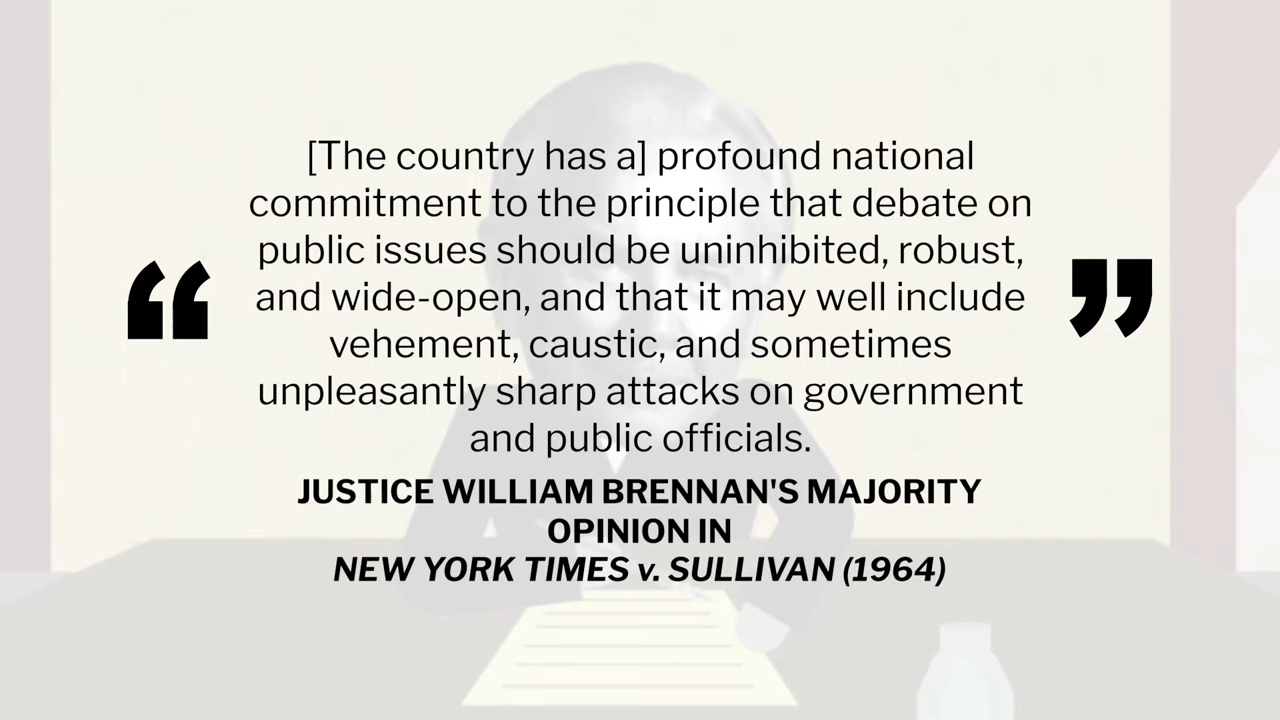 [The country has a] profound national
commitment to the principle that debate on
public issues should be uninhibited, robust,
“ and wide-open, and that it may well include ”
vehement, caustic, and sometimes
unpleasantly sharp attacks on government
and public officials.
JUSTICE WILLIAM BRENNAN'S MAJORITY
OPINION IN
NEW YORK TIMES v. SULLIVAN (1964)